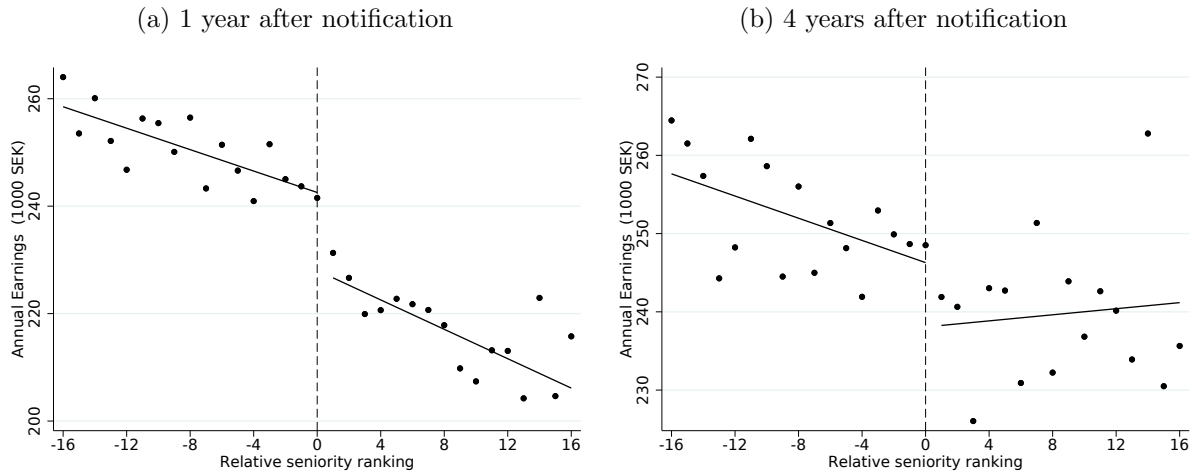 (a) 1 year after notification
Annual Earnings (1000 SEK)
260
240
220
200
-16 -12 -8 -4 0 4 8 12 16
Relative seniority ranking
(b) 4 years after notification
Annual Earnings (1000 SEK)
270
260
250
240
230
-16 -12 -8 -4 0 4 8 12 16
Relative seniority ranking